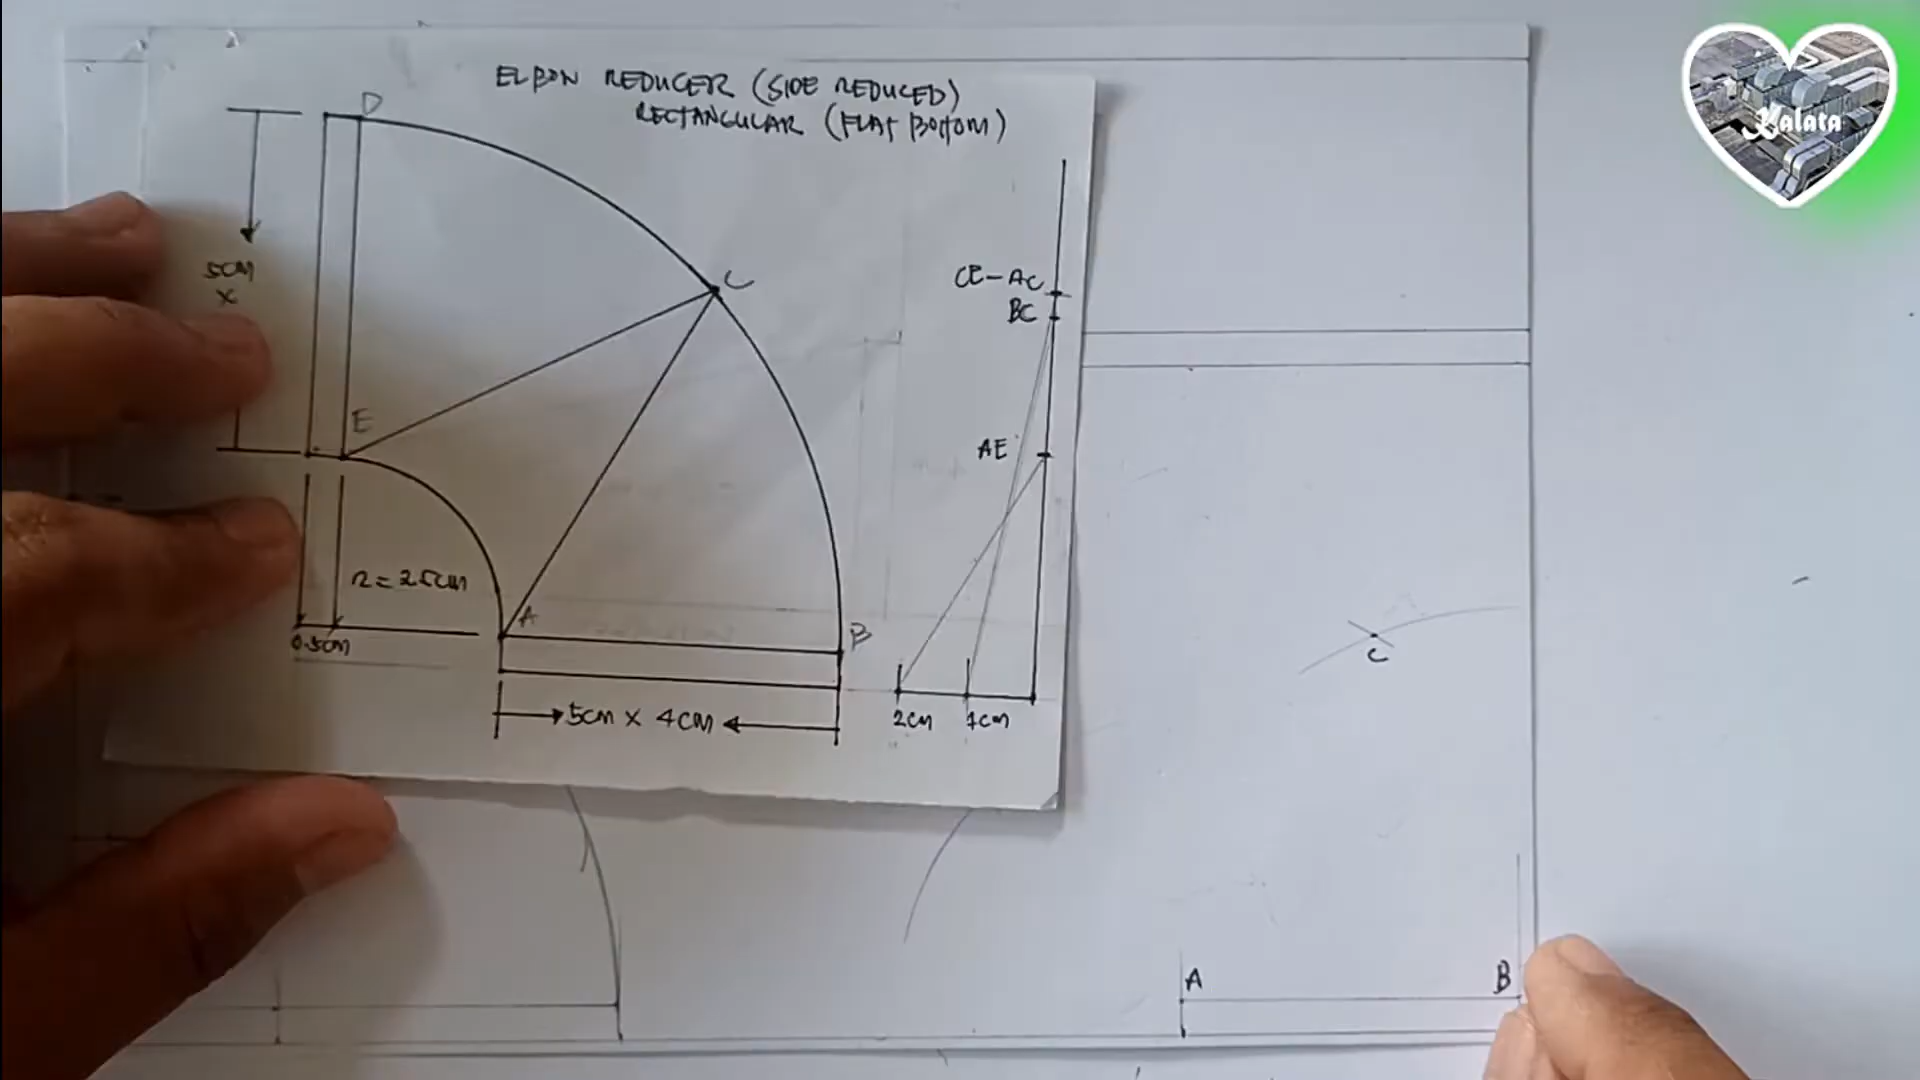 ELBOW REDUCER (SIDE REDUCED)
RECTANGULAR (FLAT BOTTOM)
Kalata
D
C
5CM
X
CE-AC
BC
E
AE
r=2.5cm
A
B
0.5cm
C
5cm X 4cm
2cm
1cm
A
B